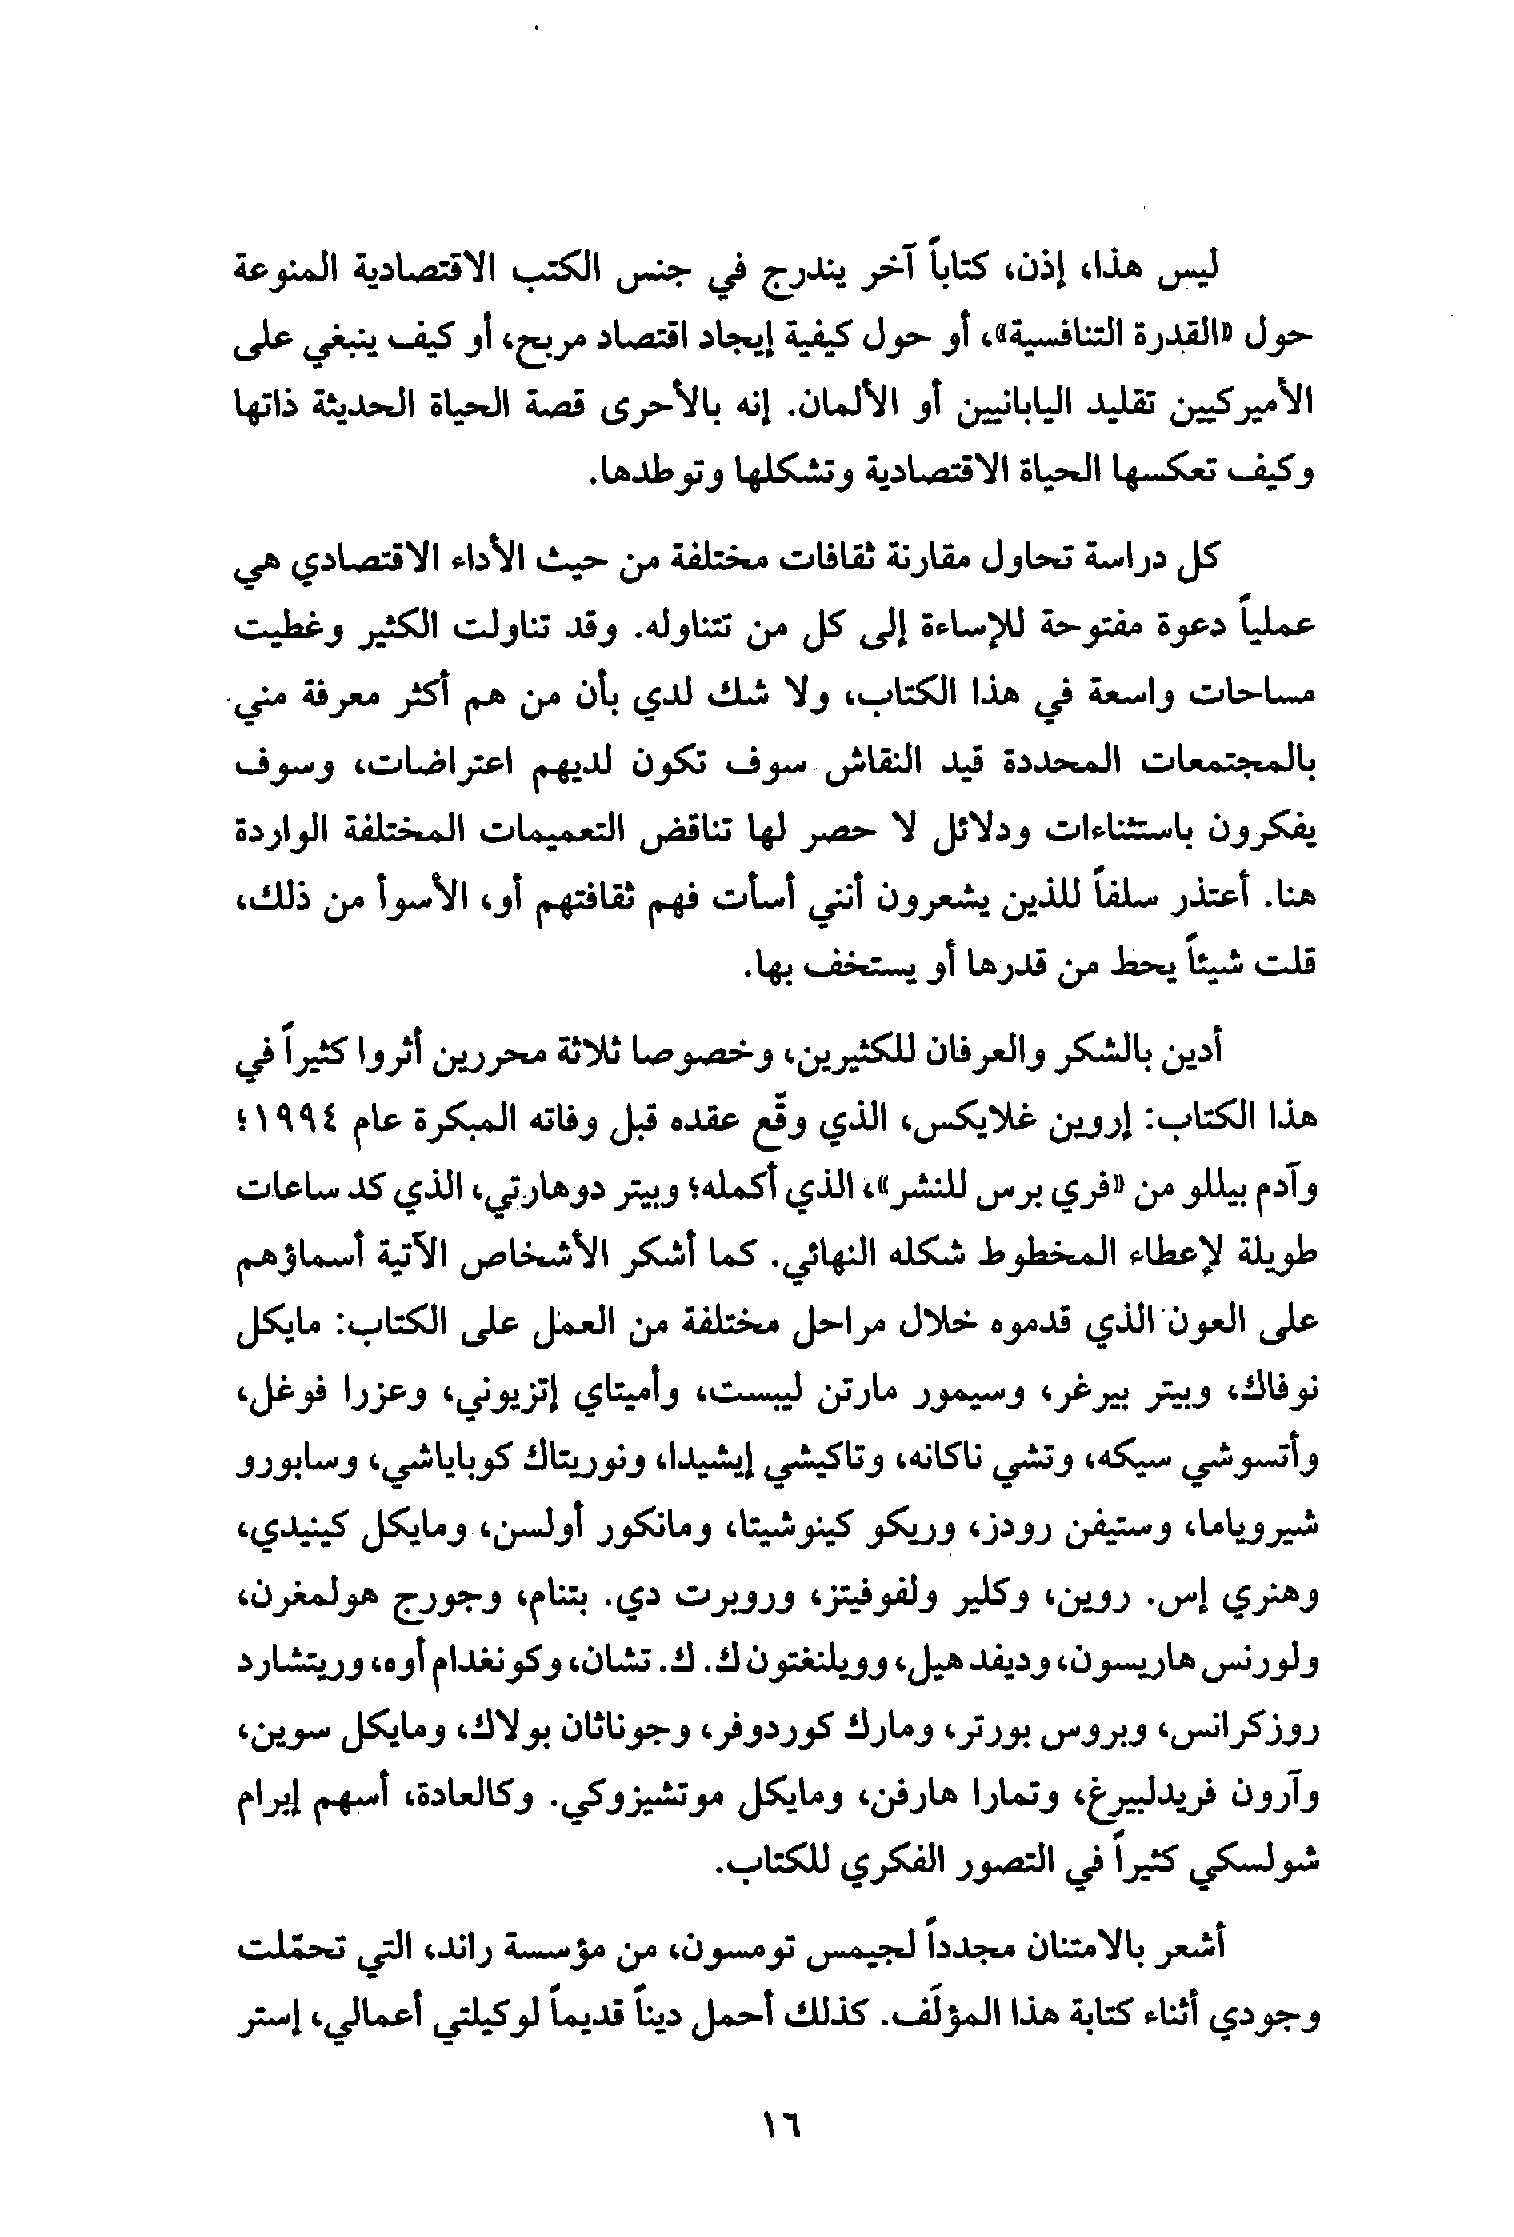 ليس هذا، إذن، كتاباً آخر يندرج في جنس الكتب الاقتصادية المنوعة
حول «القدرة التنافسية»، أو حول كيفية إيجاد اقتصاد مربح، أو كيف ينبغي على
الأميركيين تقليد اليابانيين أو الألمان. إنه بالأحرى قصة الحياة الحديثة ذاتها
وكيف تعكسها الحياة الاقتصادية وتشكلها وتوطدها.
كل دراسة تحاول مقارنة ثقافات مختلفة من حيث الأداء الاقتصادي هي
عملياً دعوة مفتوحة للإساءة إلى كل من تتناوله. وقد تناولت الكثير وغطيت
مساحات واسعة في هذا الكتاب، ولا شك لدي بأن من هم أكثر معرفة مني
بالمجتمعات المحددة قيد النقاش سوف تكون لديهم اعتراضات، وسوف
يفكرون باستثناءات ودلائل لا حصر لها تناقض التعميمات المختلفة الواردة
هنا. أعتذر سلفاً للذين يشعرون أنني أسأت فهم ثقافتهم أو، الأسوأ من ذلك،
قلت شيئاً يحط من قدرها أو يستخف بها.
أدين بالشكر والعرفان للكثيرين، وخصوصا ثلاثة محررين أثروا كثيراً في
هذا الكتاب: إروين غلايكس، الذي وقّع عقده قبل وفاته المبكرة عام ١٩٩٤؛
وآدم بيللو من «فري برس للنشر»، الذي أكمله؛ وبيتر دوهارتي، الذي كد ساعات
طويلة لإعطاء المخطوط شكله النهائي. كما أشكر الأشخاص الآتية أسماؤهم
على العون الذي قدموه خلال مراحل مختلفة من العمل على الكتاب: مايكل
نوفاك، وبيتر بيرغر، وسيمور مارتن ليبست، وأميتاي إتزيوني، وعزرا فوغل،
وأتسوشي سيكه، وتشي ناكانه، وتاكيشي إيشيدا، ونوريتاك كوباياشي، وسابورو
شيروياما، وستيفن رودز، وريكو كينوشيتا، ومانكور أولسن، ومايكل كينيدي،
وهنري إس. روين، وكلير ولفوفيتز، وروبرت دي. بتنام، وجورج هولمغرن،
ولورنس هاريسون، وديفد هيل، وويلنغتون ك. ك. تشان، وكونغدام أوه، وريتشارد
روزكرانس، وبروس بورتر، ومارك كوردوفر، وجوناثان بولاك، ومايكل سوين،
وآرون فريدلبيرغ، وتمارا هارفن، ومايكل موتشيزوكي. وكالعادة، أسهم إبرام
شولسكي كثيراً في التصور الفكري للكتاب.
أشعر بالامتنان مجدداً لجيمس تومسون، من مؤسسة راند، التي تحمّلت
وجودي أثناء كتابة هذا المؤلَف. كذلك أحمل ديناً قديماً لوكيلتي أعمالي، إستر
١٦